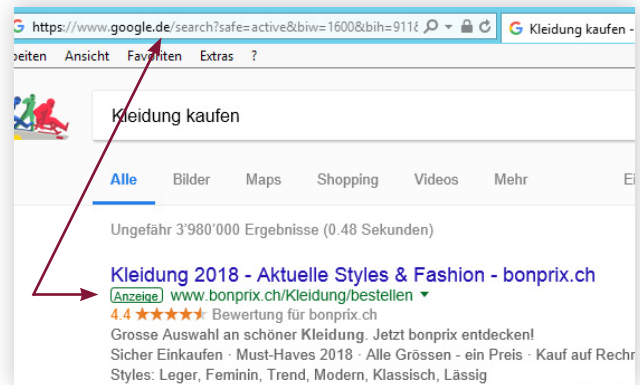 https://www.google.de/search?safe=active&biw=1600&bih=911& Kleidung kaufen -
beiten Ansicht Favoriten Extras ?
Kleidung kaufen
Alle Bilder Maps Shopping Videos Mehr
Ungefähr 3'980'000 Ergebnisse (0.48 Sekunden)
Kleidung 2018 - Aktuelle Styles & Fashion - bonprix.ch
Anzeige www.bonprix.ch/Kleidung/bestellen
4.4 Bewertung für bonprix.ch
Grosse Auswahl an schöner Kleidung. Jetzt bonprix entdecken!
Sicher Einkaufen · Must-Haves 2018 · Alle Grössen - ein Preis · Kauf auf Rechn
Styles: Leger, Feminin, Trend, Modern, Klassisch, Lässig